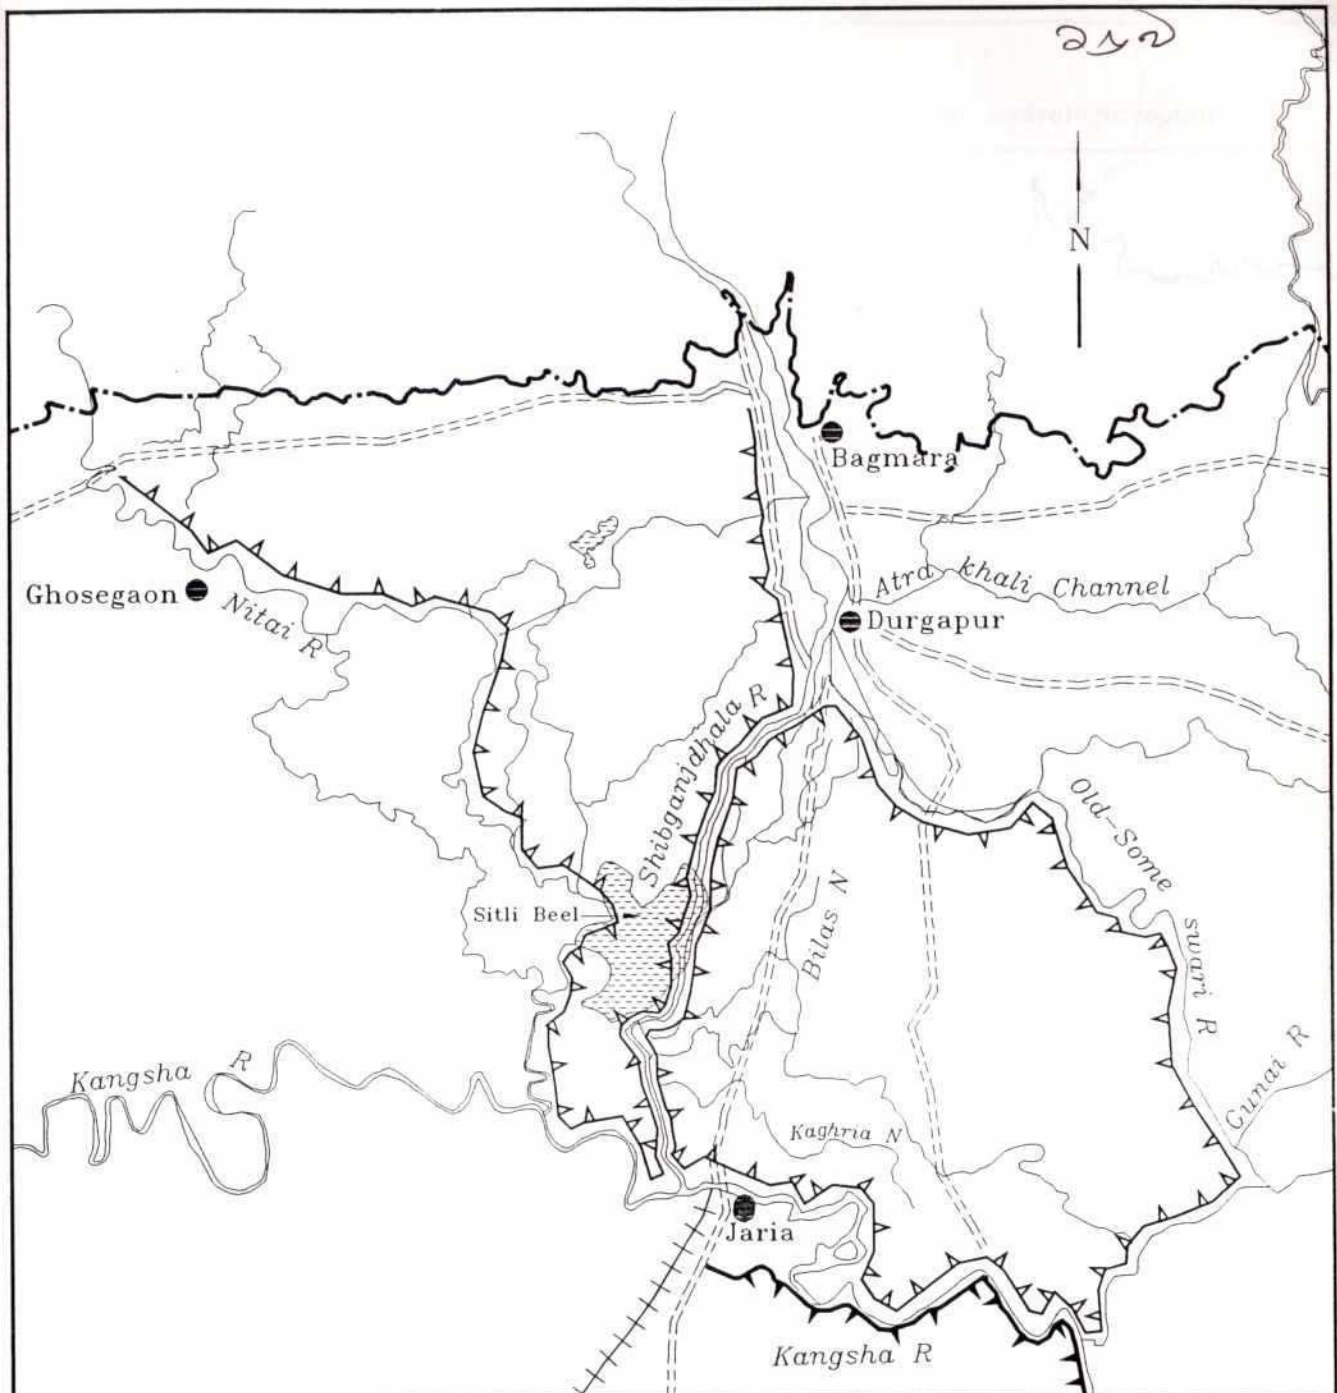 N
Bagmara
Ghosegaon
Nitai R
Atra khali Channel
Durgapur
Shibganjdhala R
Old-Some
swari R
Sitli Beel
Bilas N
Kangsha R
Gunai R
Kaghria N
Jaria
Kangsha R